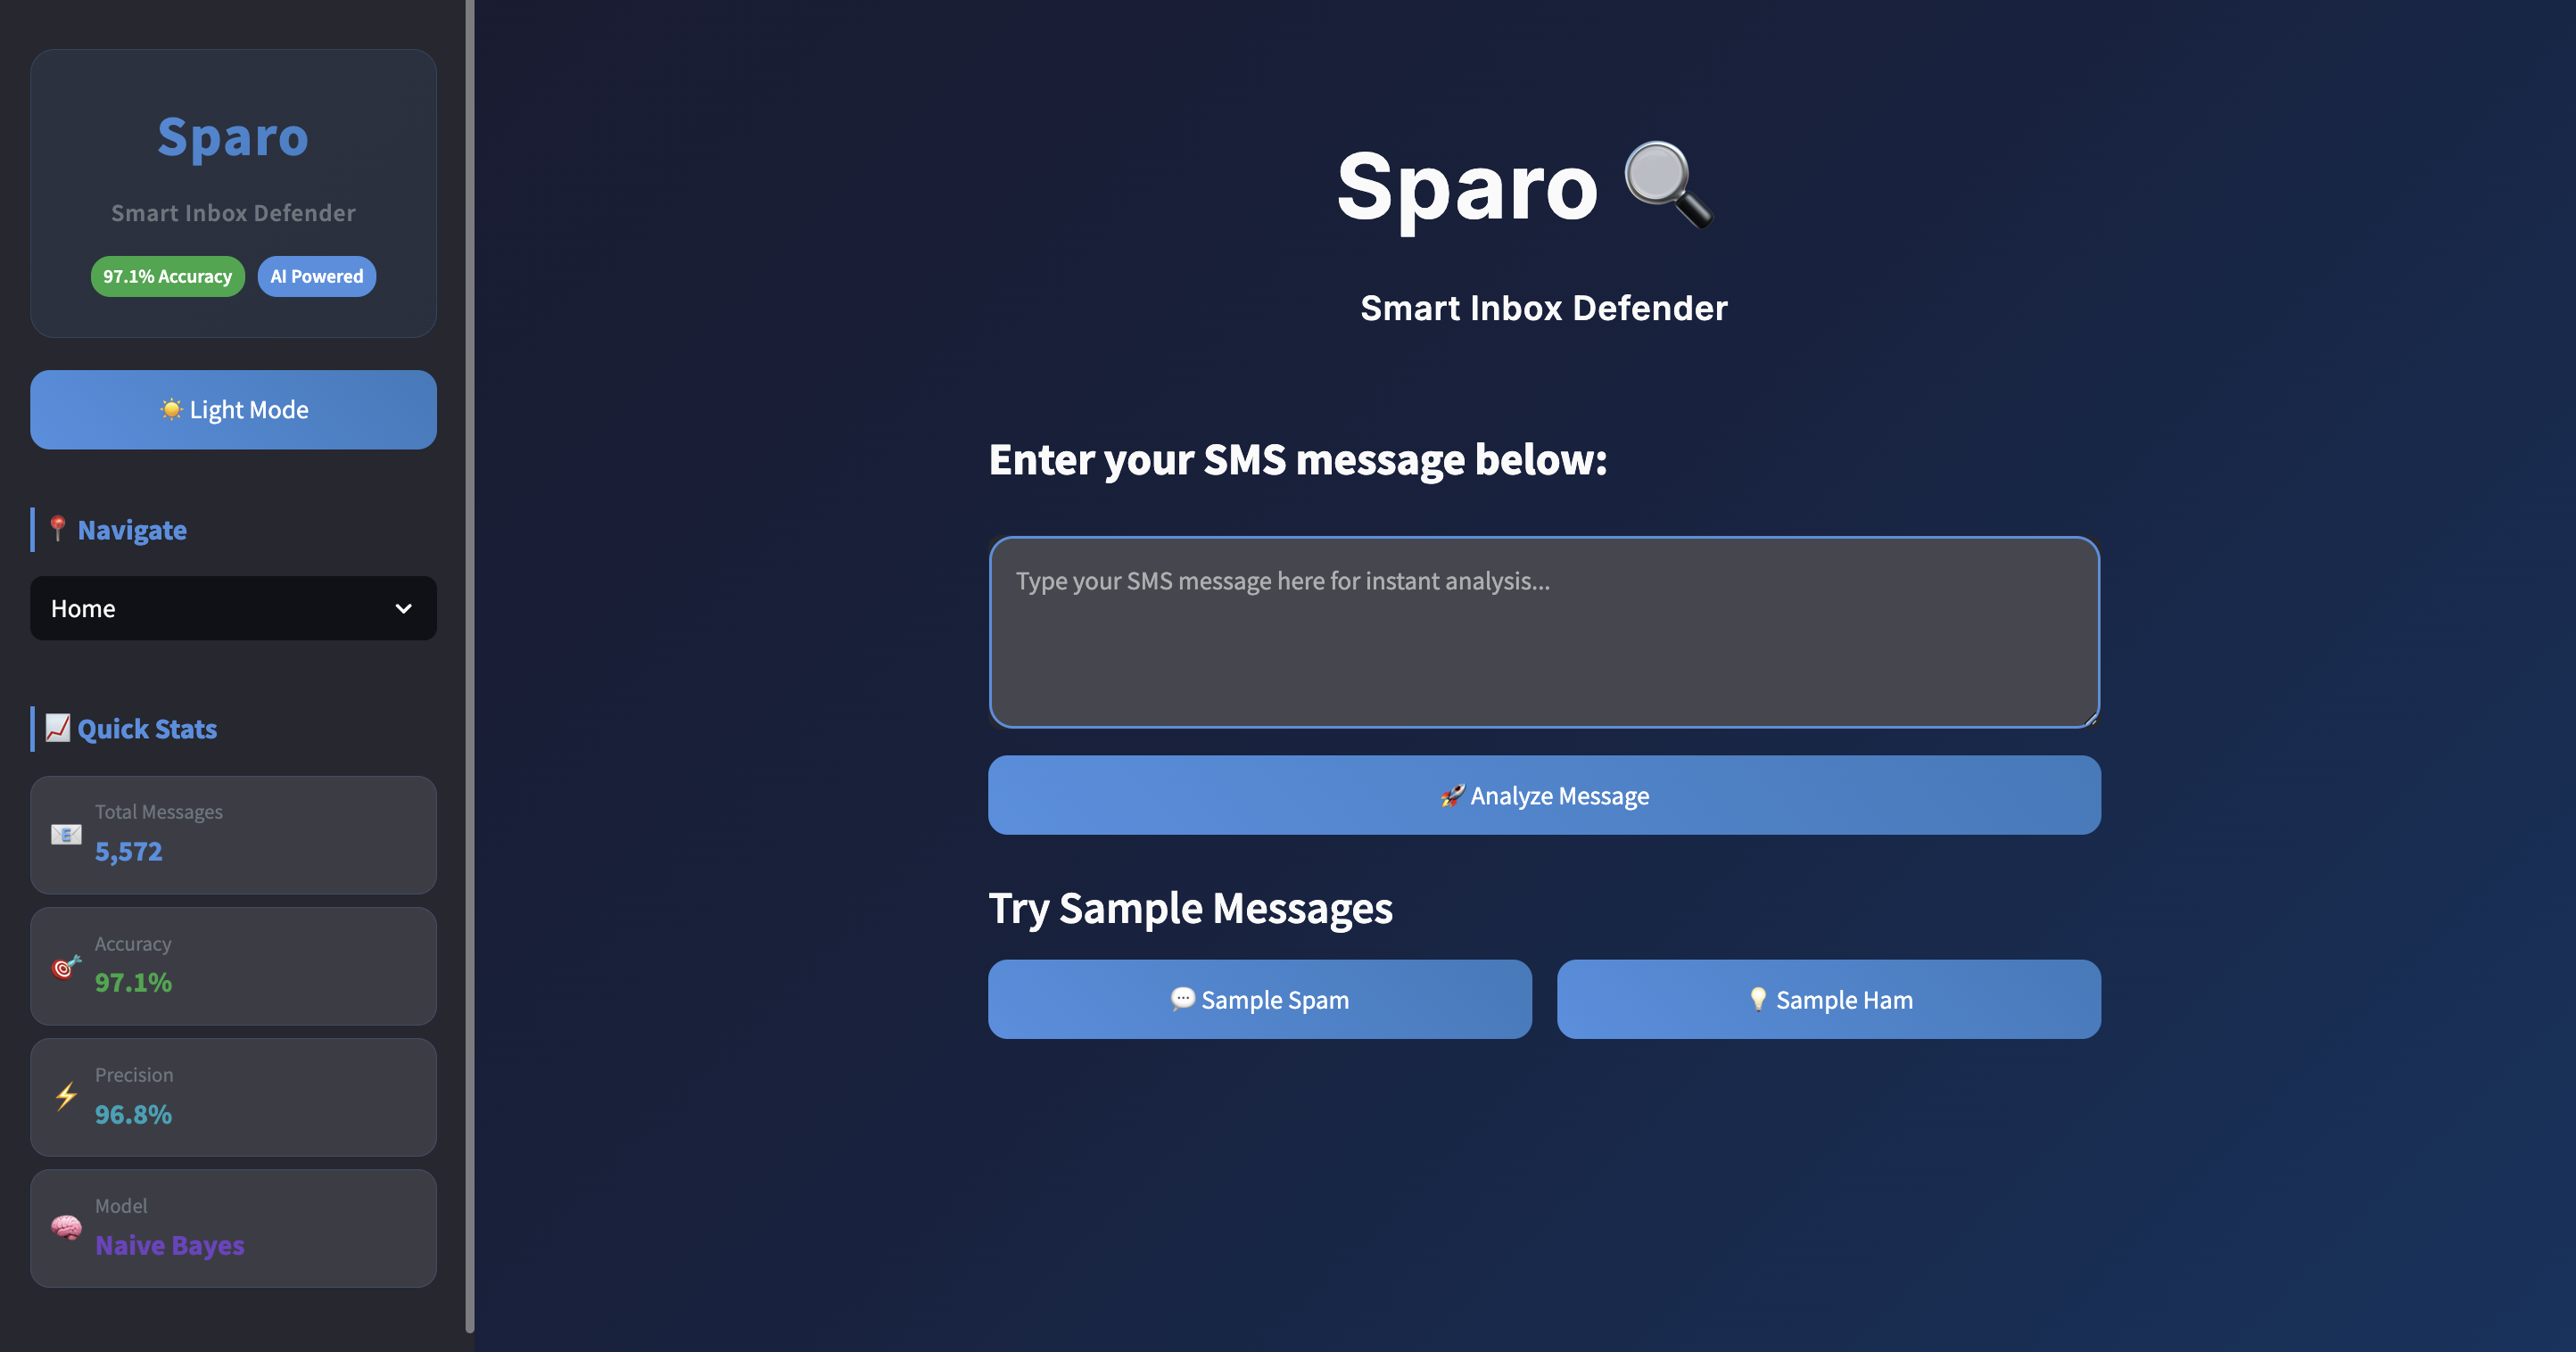 Sparo
Smart Inbox Defender
97.1% Accuracy AI Powered
☀️ Light Mode
📍 Navigate
Home
📈 Quick Stats
📧 Total Messages
5,572
🎯 Accuracy
97.1%
⚡ Precision
96.8%
🧠 Model
Naive Bayes
Sparo 🔍
Smart Inbox Defender
Enter your SMS message below:
Type your SMS message here for instant analysis...
🚀 Analyze Message
Try Sample Messages
💬 Sample Spam
💡 Sample Ham